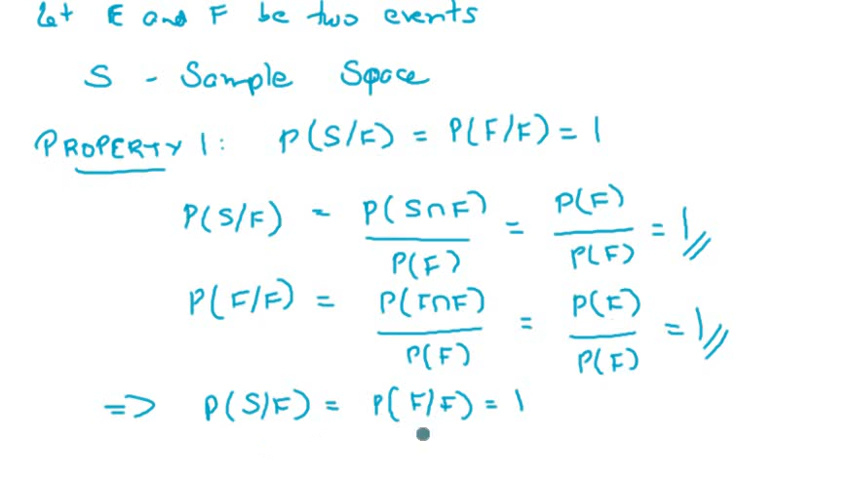 Let E and F be two events
S - Sample Space
PROPERTY 1: P(S/F) = P(F/F) = 1
P(S/F) = P(S∩F) / P(F) = P(F) / P(F) = 1//
P(F/F) = P(F∩F) / P(F) = P(F) / P(F) = 1//
=> P(S/F) = P(F/F) = 1